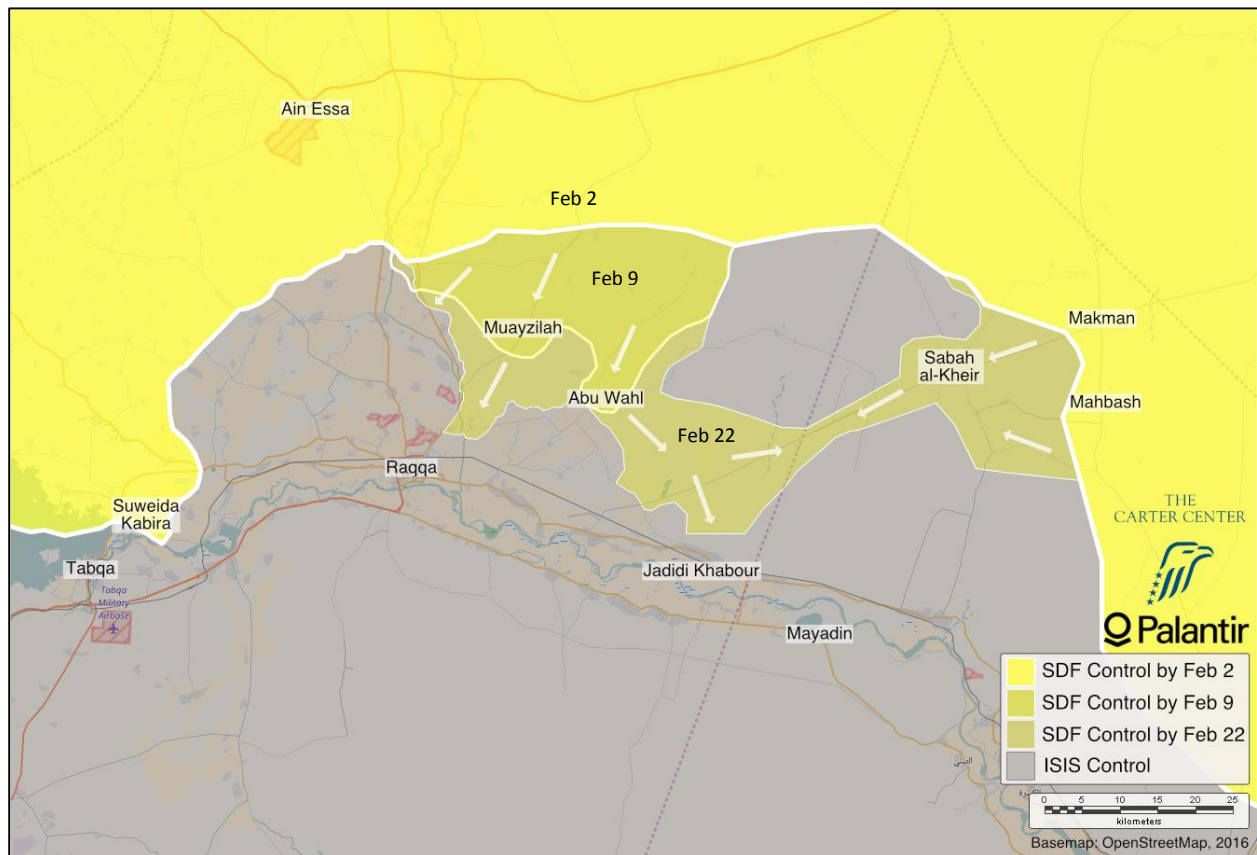 Ain Essa
Feb 2
Feb 9
Muayzilah
Makman
Sabah
al-Kheir
Abu Wahl
Mahbash
Feb 22
Raqqa
Suweida
Kabira
THE
CARTER CENTER
Tabqa
Tabqa
Military
Airbase
Jadidi Khabour
Mayadin
Palantir
SDF Control by Feb 2
SDF Control by Feb 9
SDF Control by Feb 22
ISIS Control
التبني
0 5 10 15 20 25
kilometers
Basemap: OpenStreetMap, 2016